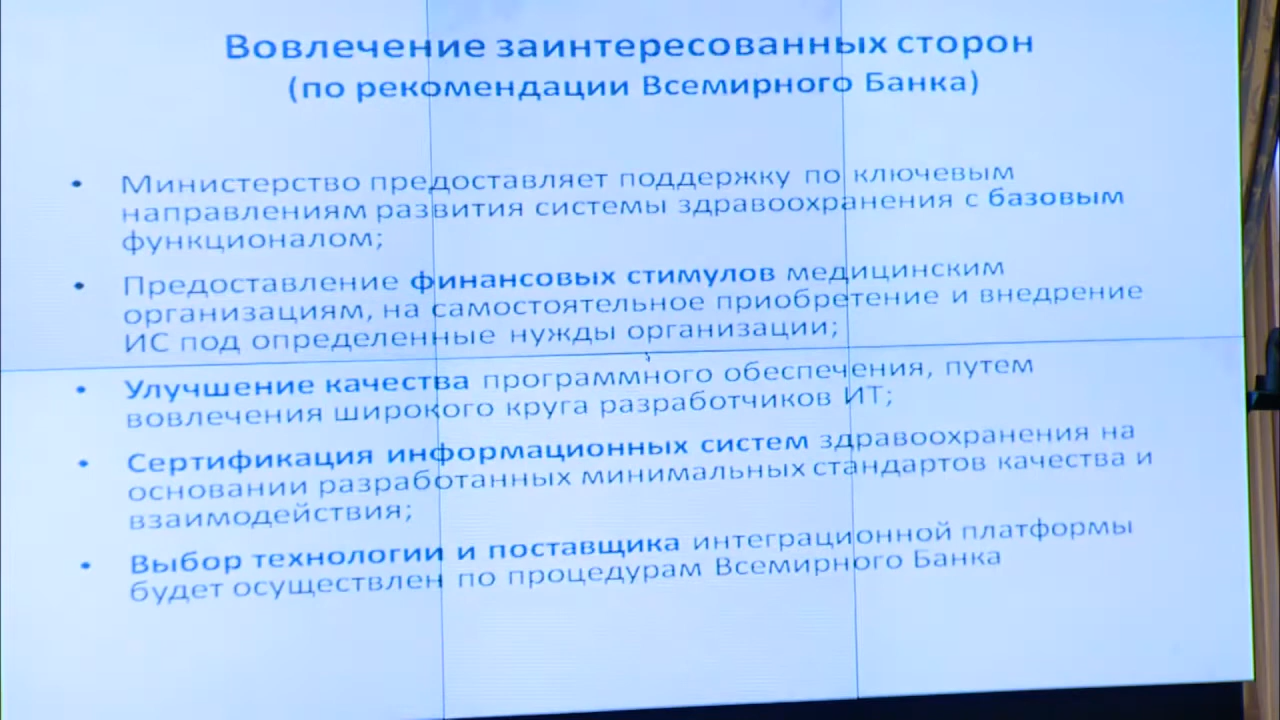 Вовлечение заинтересованных сторон
(по рекомендации Всемирного Банка)
• Министерство предоставляет поддержку по ключевым
направлениям развития системы здравоохранения с базовым
функционалом;
• Предоставление финансовых стимулов медицинским
организациям, на самостоятельное приобретение и внедрение
ИС под определенные нужды организации;
• Улучшение качества программного обеспечения, путем
вовлечения широкого круга разработчиков ИТ;
• Сертификация информационных систем здравоохранения на
основании разработанных минимальных стандартов качества и
взаимодействия;
• Выбор технологии и поставщика интеграционной платформы
будет осуществлен по процедурам Всемирного Банка